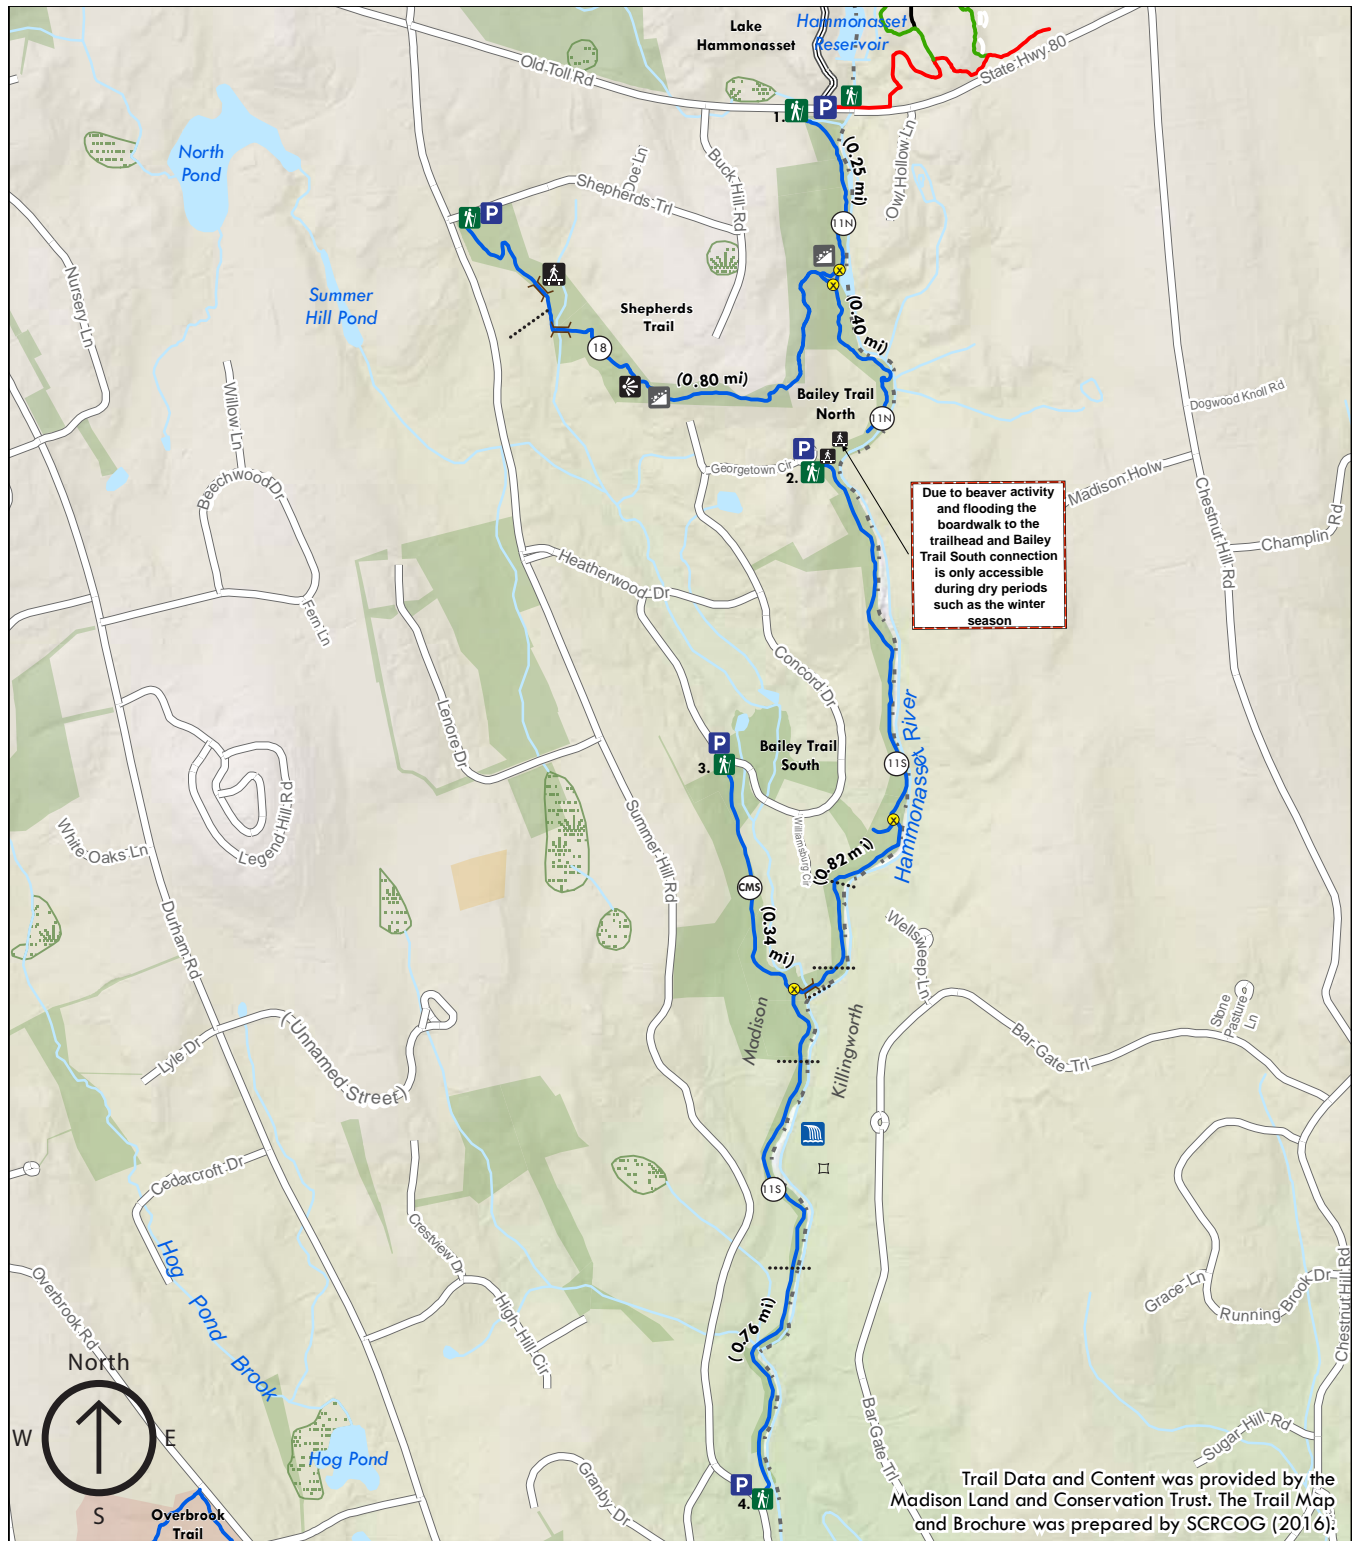 Lake
Hammonasset
Hammonasset
Reservoir
Old Toll Rd
State Hwy 80
1.
P
(0.25 mi)
Owl Hollow Ln
North
Pond
Doe Ln
Buck Hill Rd
Shepherds Trl
P
11N
Nursery Ln
Summer
Hill Pond
Shepherds
Trail
X
X
(0.40 mi)
18
(0.80 mi)
Bailey Trail
North
11N
Dogwood Knoll Rd
Willow Ln
Beechwood Dr
P
Georgetown Cir
2.
Madison Holw
Chestnut Hill Rd
Champlin Rd
Due to beaver activity
and flooding the
boardwalk to the
trailhead and Bailey
Trail South connection
is only accessible
during dry periods
such as the winter
season
Heatherwood Dr
Fern Ln
Concord Dr
Lenore Dr
Hammonasset River
P
3.
Bailey Trail
South
11S
Legend Hill Rd
White Oaks Ln
Summer Hill Rd
Williamsburg Cir
X
(0.82 mi)
CMS
(0.34 mi)
Durham Rd
Wellsweep Ln
X
Madison
Killingworth
Stone
Pasture
Ln
Bar Gate Trl
Lyle Dr
(Unnamed Street)
Cedarcroft Dr
11S
Crestview Dr
Hog Pond Brook
High Hill Cir
Grace Ln
Running Brook Dr
Chestnut Hill Rd
Overbrook Rd
(0.76 mi)
North
W
E
S
Hog Pond
Bar Gate Trl
Sugar Hill Rd
Granby Dr
P
4.
Overbrook
Trail
Trail Data and Content was provided by the
Madison Land and Conservation Trust. The Trail Map
and Brochure was prepared by SCRCOG (2016).